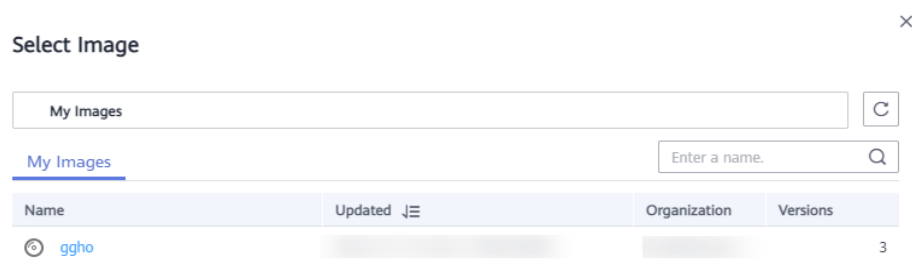 Select Image
My Images
My Images Enter a name.
Name Updated Organization Versions
ggho 3